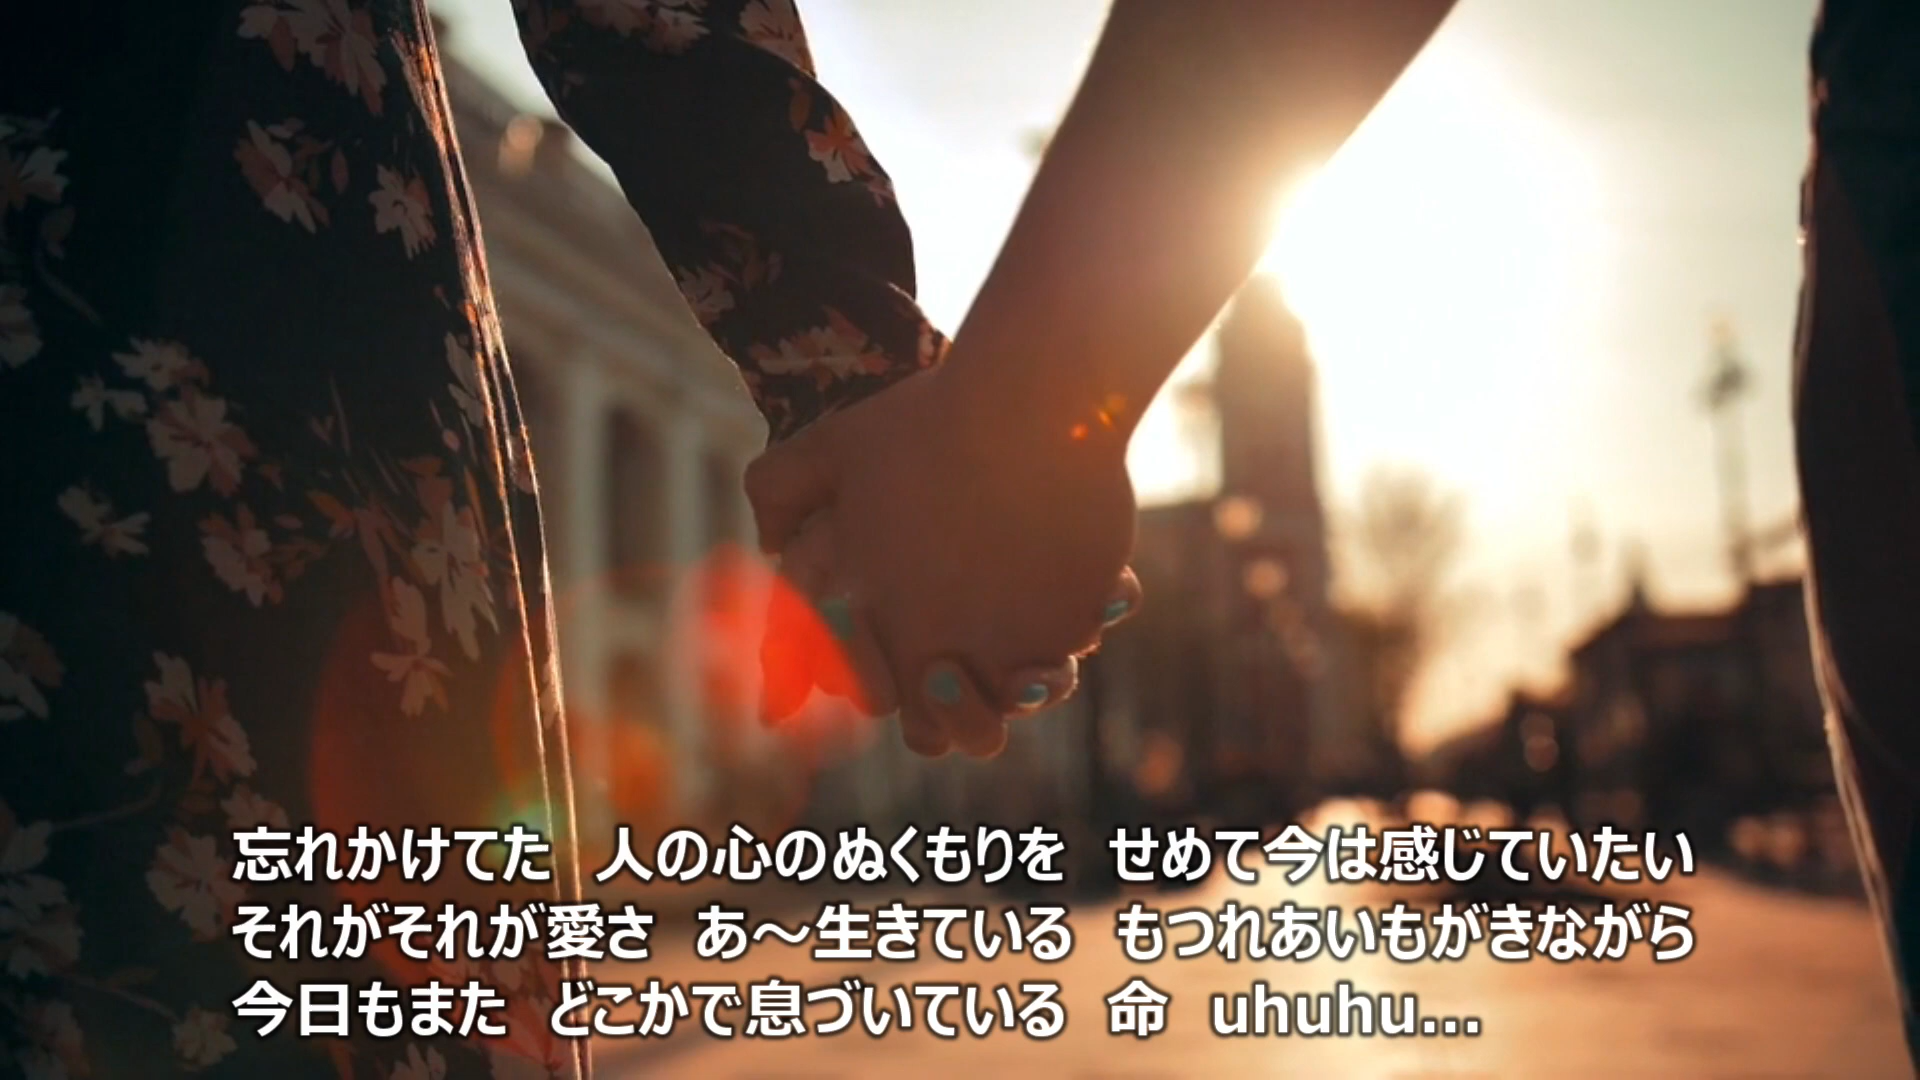 忘れかけてた　人の心のぬくもりを　せめて今は感じていたい
それがそれが愛さ　あ～生きている　もつれあいもがきながら
今日もまた　どこかで息づいている　命　uhuhu...